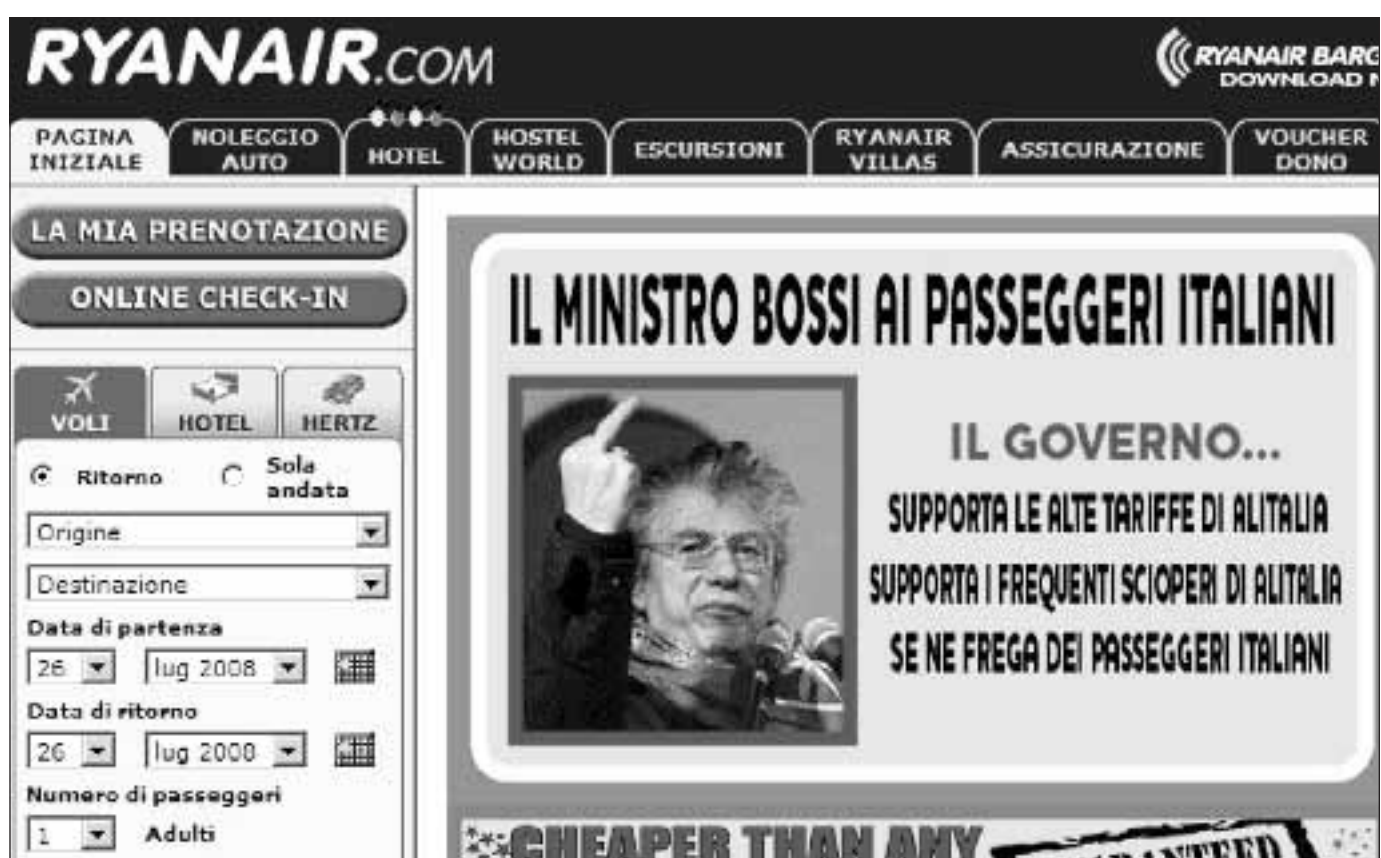 RYANAIR.COM
RYANAIR BARG
DOWNLOAD N
PAGINA INIZIALE
NOLEGGIO AUTO
HOTEL
HOSTEL WORLD
ESCURSIONI
RYANAIR VILLAS
ASSICURAZIONE
VOUCHER DONO
LA MIA PRENOTAZIONE
ONLINE CHECK-IN
VOLI
HOTEL
HERTZ
Ritorno
Sola andata
Origine
Destinazione
Data di partenza
26 lug 2008
Data di ritorno
26 lug 2008
Numero di passeggeri
1 Adulti
IL MINISTRO BOSSI AI PASSEGGERI ITALIANI
IL GOVERNO...
SUPPORTA LE ALTE TARIFFE DI ALITALIA
SUPPORTA I FREQUENTI SCIOPERI DI ALITALIA
SE NE FREGA DEI PASSEGGERI ITALIANI
CHEAPER THAN ANY